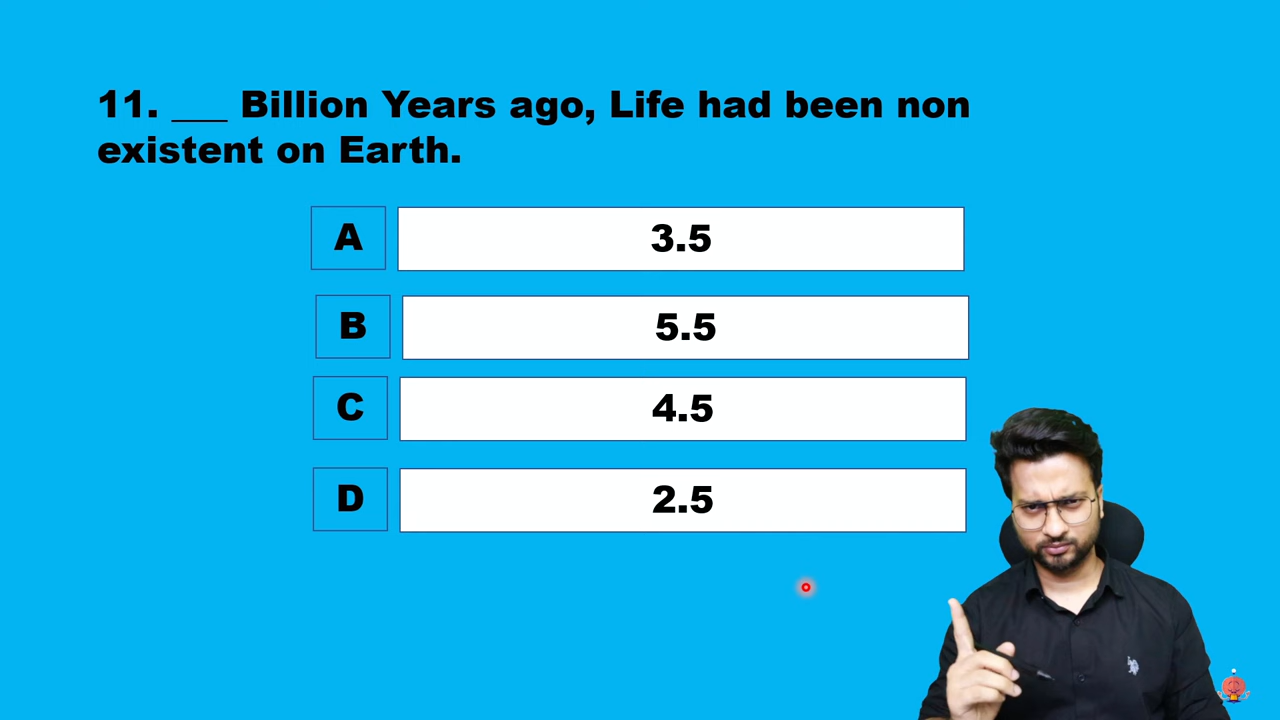 11. ___ Billion Years ago, Life had been non
existent on Earth.
A 3.5
B 5.5
C 4.5
D 2.5